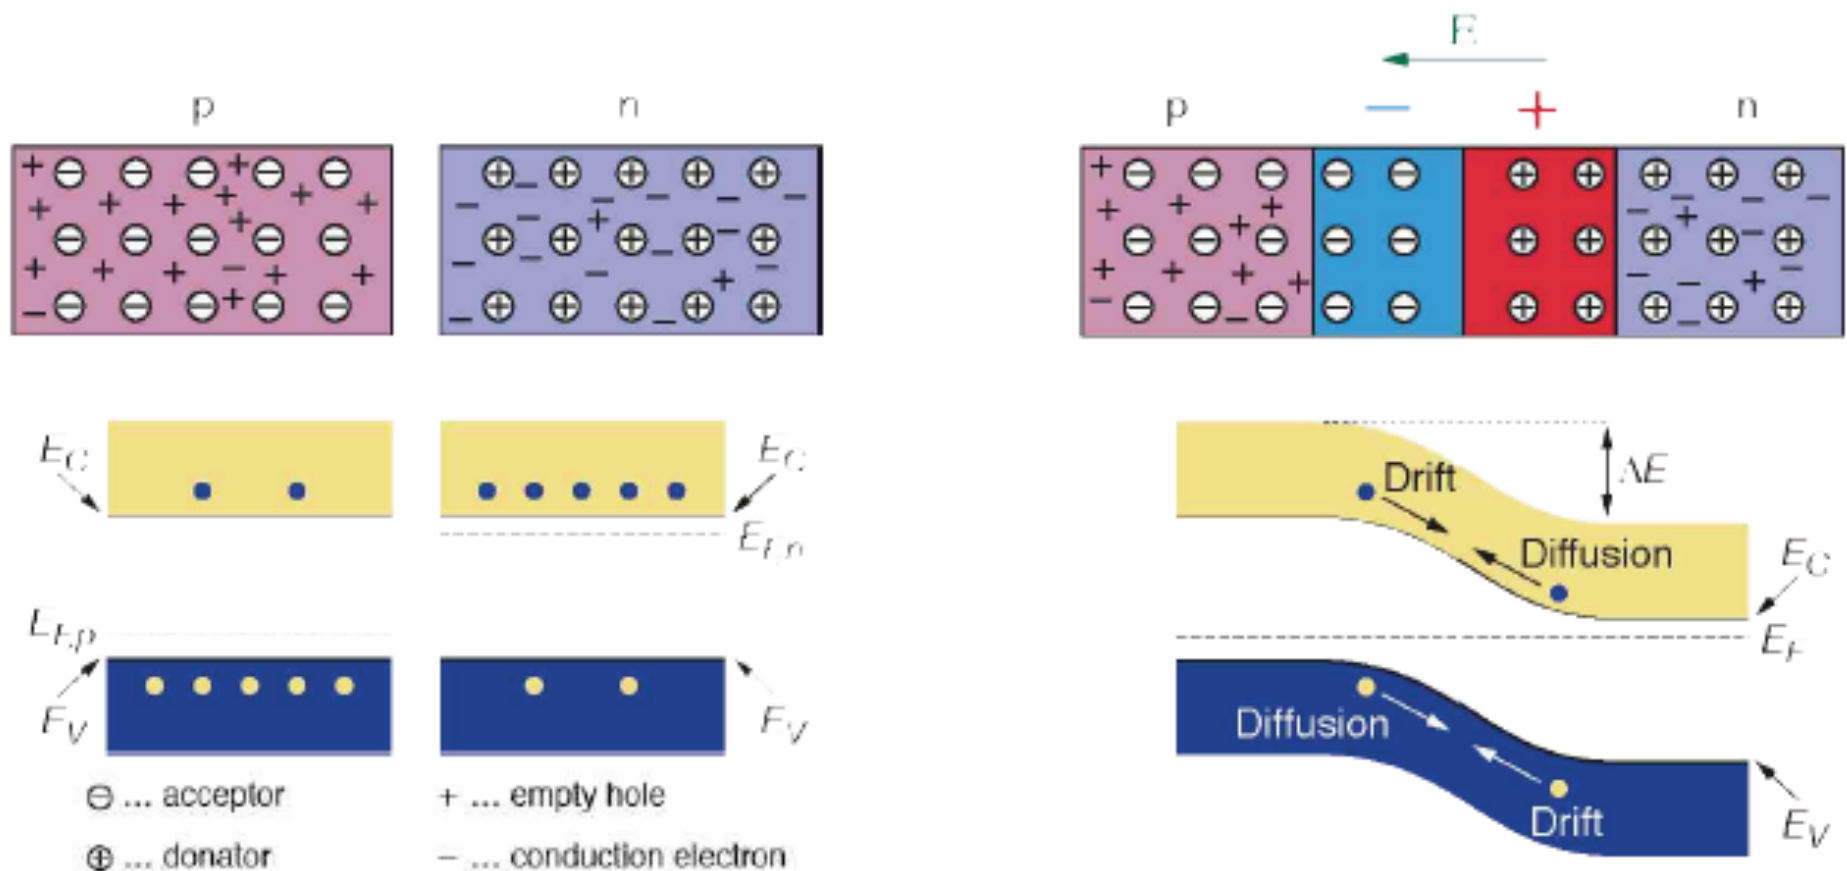 E
p n
p − + n
E_C E_C ΔE
Drift
Diffusion
E_F,n E_C
E_F,p E_F
E_V E_V
Diffusion
Drift
E_V
⊖ ... acceptor + ... empty hole
⊕ ... donator − ... conduction electron